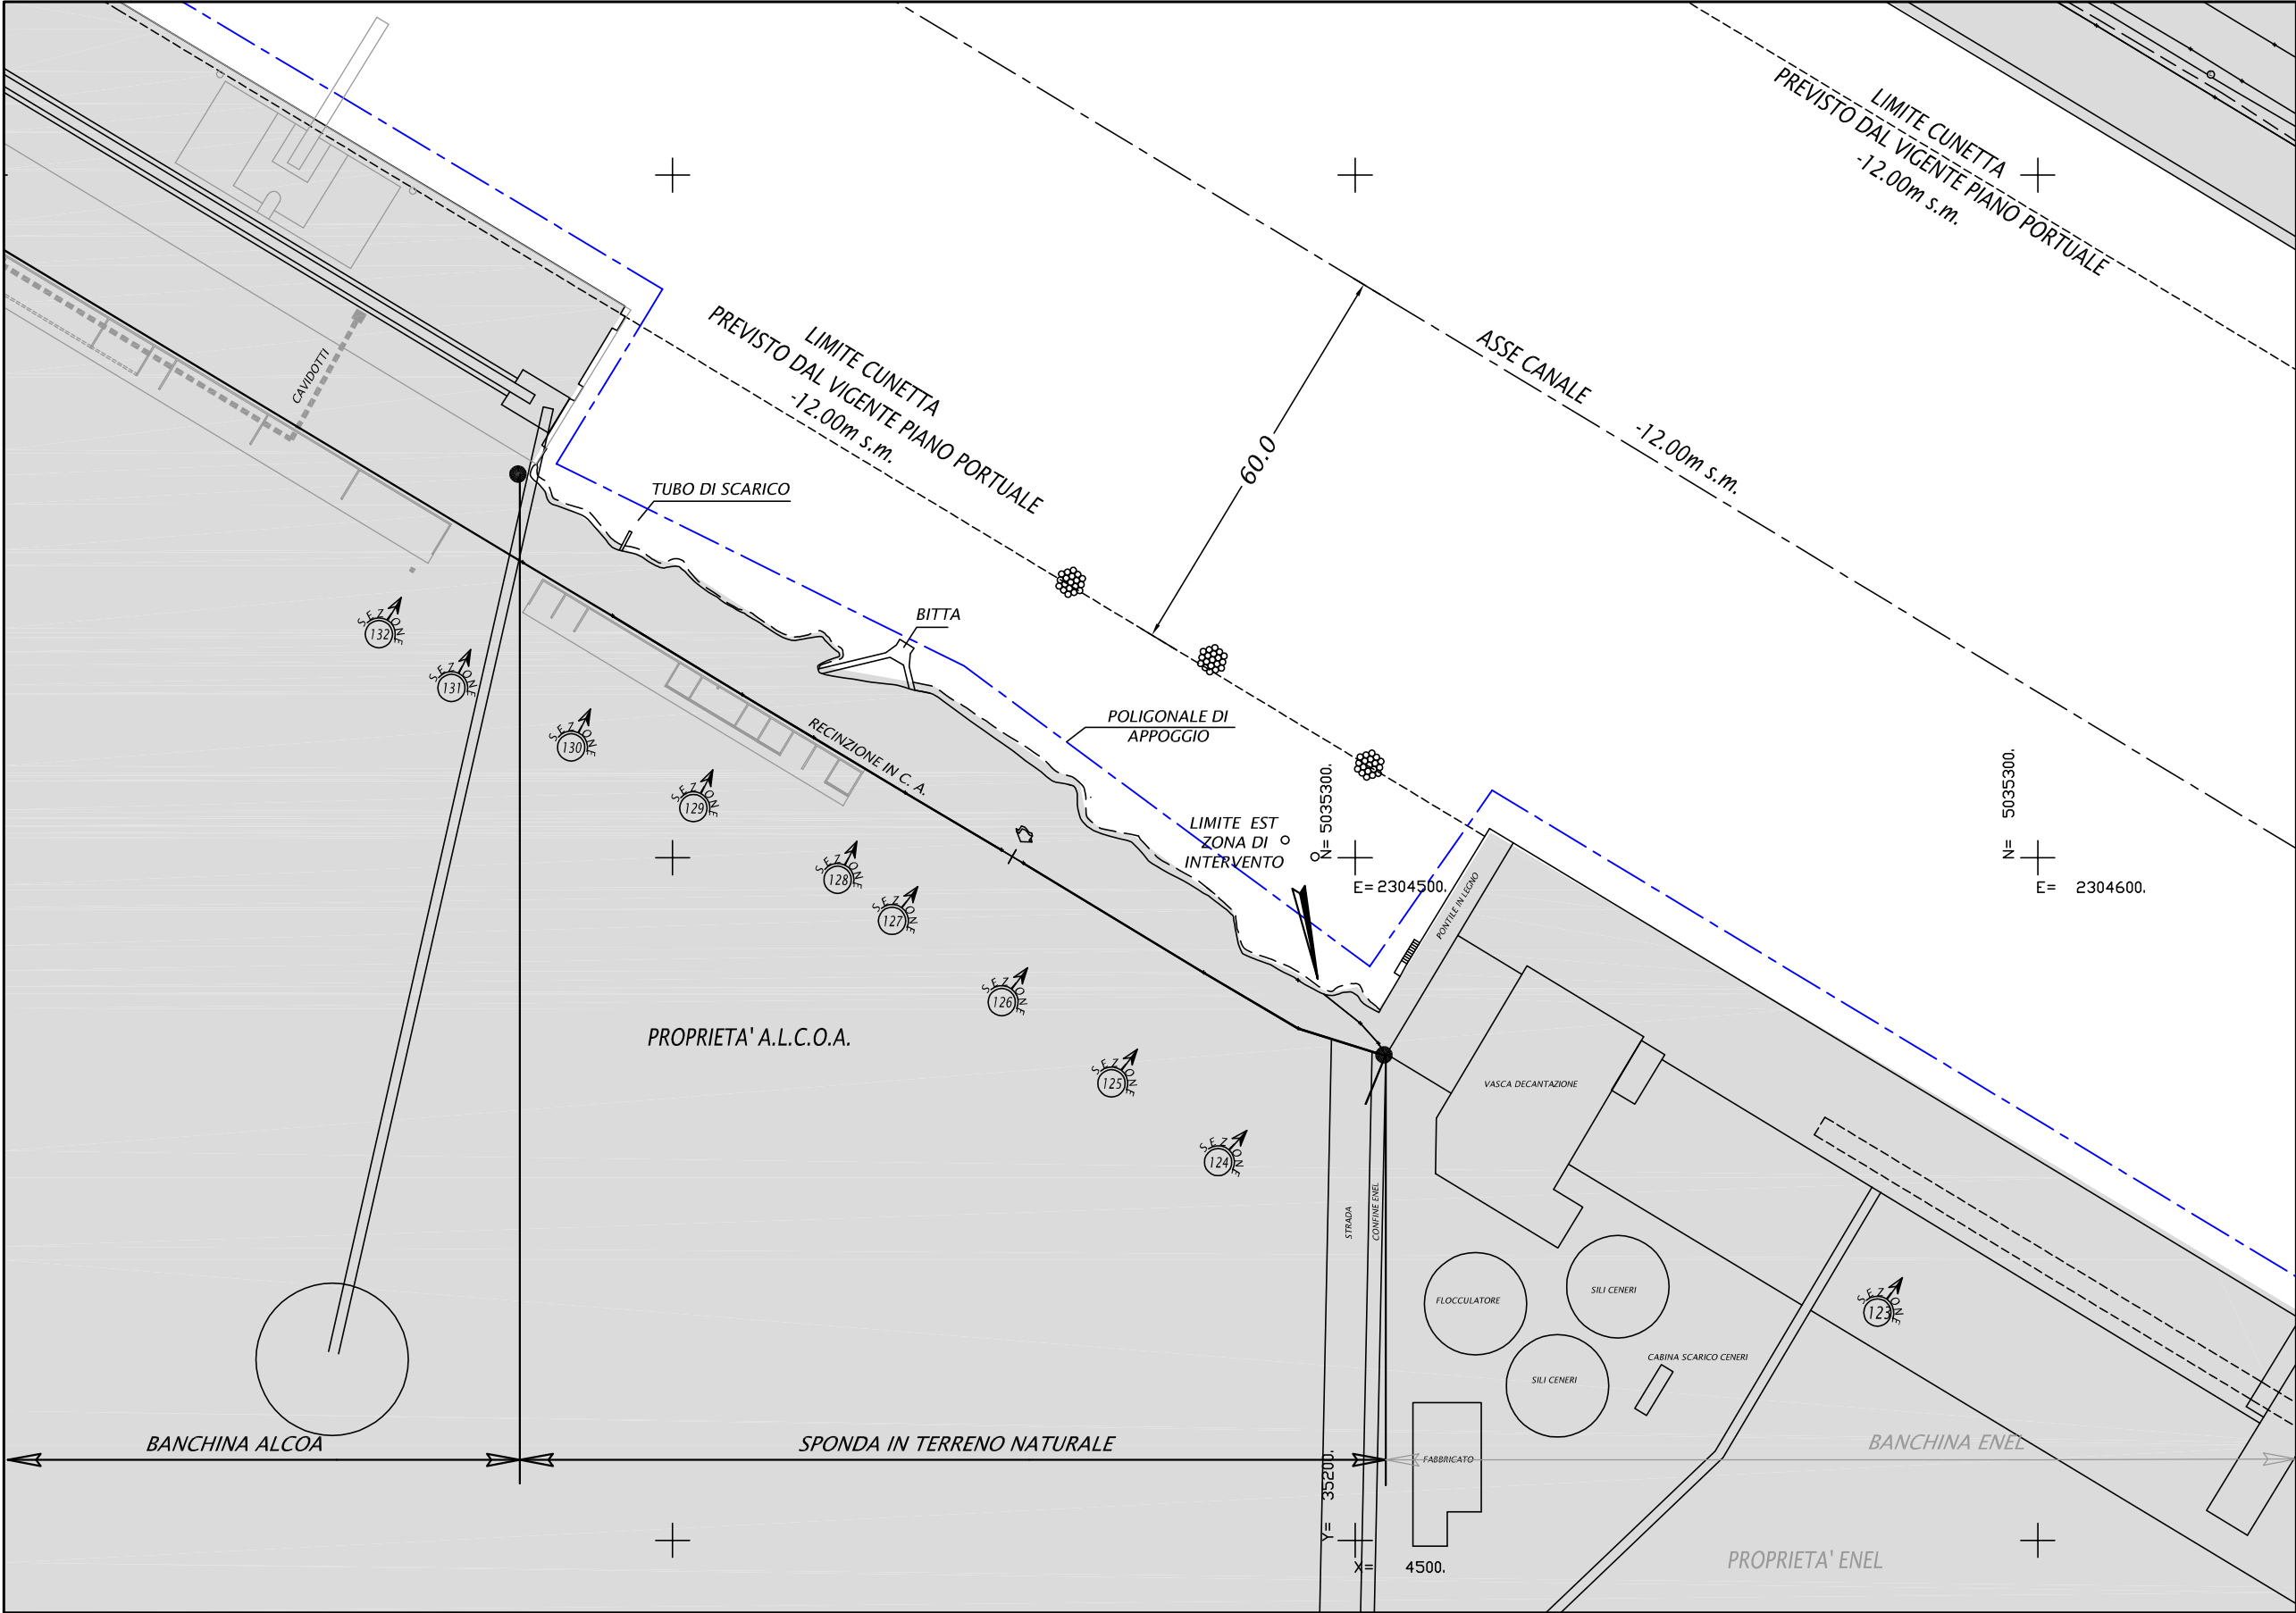 LIMITE CUNETTA
PREVISTO DAL VIGENTE PIANO PORTUALE
-12.00m s.m.
LIMITE CUNETTA
PREVISTO DAL VIGENTE PIANO PORTUALE
-12.00m s.m.
ASSE CANALE
-12.00m s.m.
60.0
CAVIDOTTI
TUBO DI SCARICO
BITTA
POLIGONALE DI
APPOGGIO
RECINZIONE IN C. A.
LIMITE EST
ZONA DI
INTERVENTO
N= 5035300.
E= 2304500.
N= 5035300.
E= 2304600.
PONTILE IN LEGNO
SEZIONE
132
SEZIONE
131
SEZIONE
130
SEZIONE
129
SEZIONE
128
SEZIONE
127
SEZIONE
126
SEZIONE
125
SEZIONE
124
SEZIONE
123
PROPRIETA' A.L.C.O.A.
VASCA DECANTAZIONE
STRADA
CONFINE ENEL
FLOCCULATORE
SILI CENERI
SILI CENERI
CABINA SCARICO CENERI
FABBRICATO
BANCHINA ALCOA
SPONDA IN TERRENO NATURALE
BANCHINA ENEL
Y= 35200.
X= 4500.
PROPRIETA' ENEL